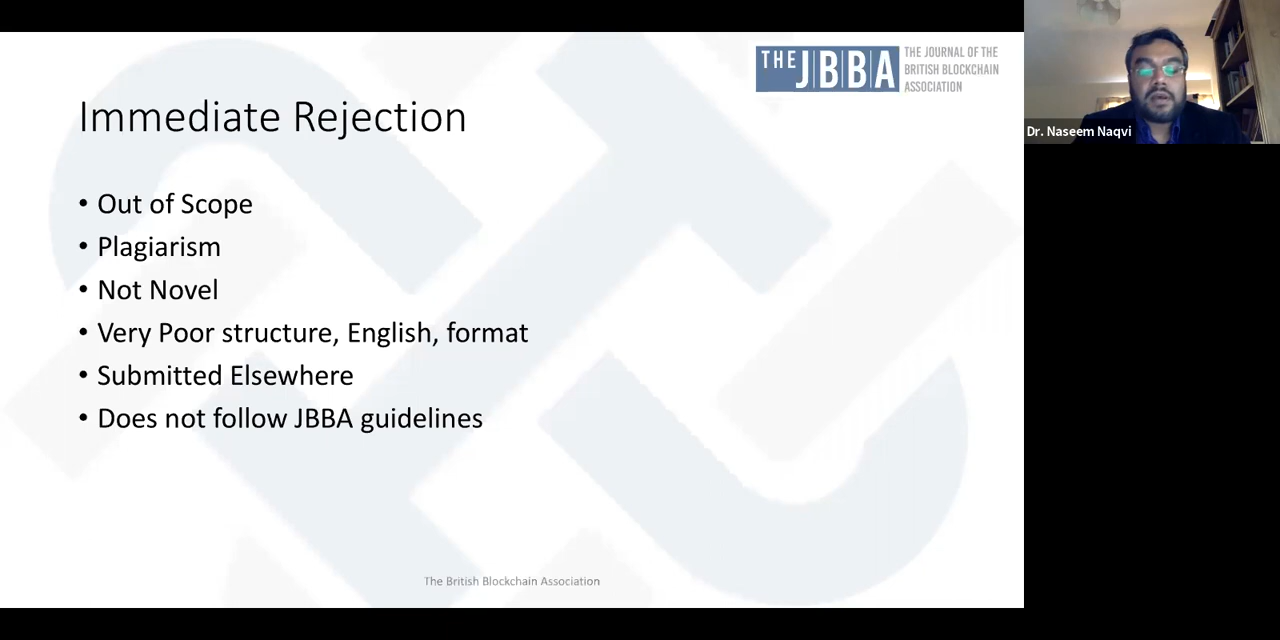 THE JBBA
THE JOURNAL OF THE
BRITISH BLOCKCHAIN
ASSOCIATION
Immediate Rejection
• Out of Scope
• Plagiarism
• Not Novel
• Very Poor structure, English, format
• Submitted Elsewhere
• Does not follow JBBA guidelines
The British Blockchain Association
Dr. Naseem Naqvi